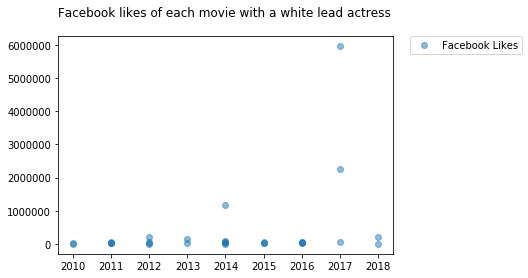 Facebook likes of each movie with a white lead actress
Facebook Likes
6000000
5000000
4000000
3000000
2000000
1000000
0
2010 2011 2012 2013 2014 2015 2016 2017 2018